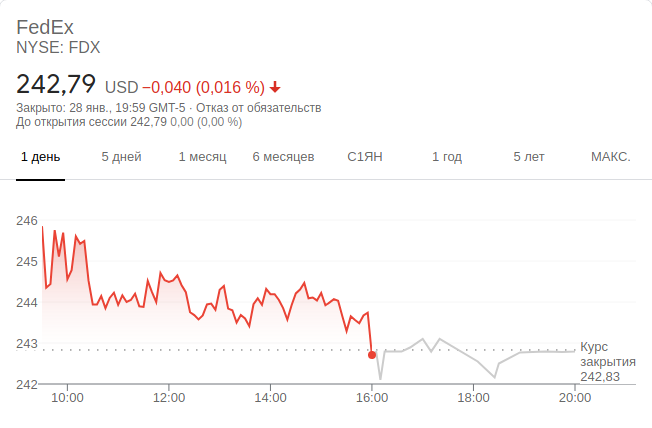 FedEx
NYSE: FDX
242,79 USD −0,040 (0,016 %)
Закрыто: 28 янв., 19:59 GMT-5 · Отказ от обязательств
До открытия сессии 242,79 0,00 (0,00 %)
1 день 5 дней 1 месяц 6 месяцев С1ЯН 1 год 5 лет МАКС.
246
245
244
243
242
Курс
закрытия
242,83
10:00 12:00 14:00 16:00 18:00 20:00